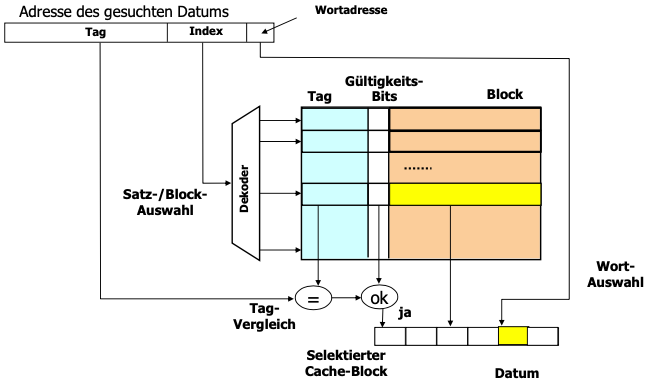 Adresse des gesuchten Datums
Wortadresse
Tag
Index
Tag
Gültigkeits-
Bits
Block
Dekoder
.......
Satz-/Block-
Auswahl
=
ok
ja
Tag-
Vergleich
Wort-
Auswahl
Selektierter
Cache-Block
Datum